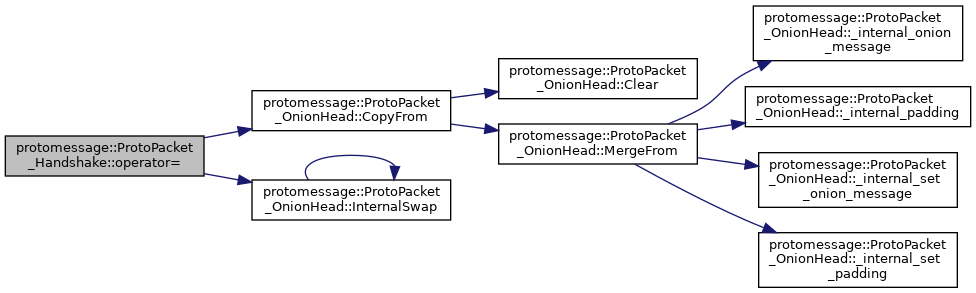 protomessage::ProtoPacket
_Handshake::operator=
protomessage::ProtoPacket
_OnionHead::CopyFrom
protomessage::ProtoPacket
_OnionHead::InternalSwap
protomessage::ProtoPacket
_OnionHead::Clear
protomessage::ProtoPacket
_OnionHead::MergeFrom
protomessage::ProtoPacket
_OnionHead::_internal_onion
_message
protomessage::ProtoPacket
_OnionHead::_internal_padding
protomessage::ProtoPacket
_OnionHead::_internal_set
_onion_message
protomessage::ProtoPacket
_OnionHead::_internal_set
_padding